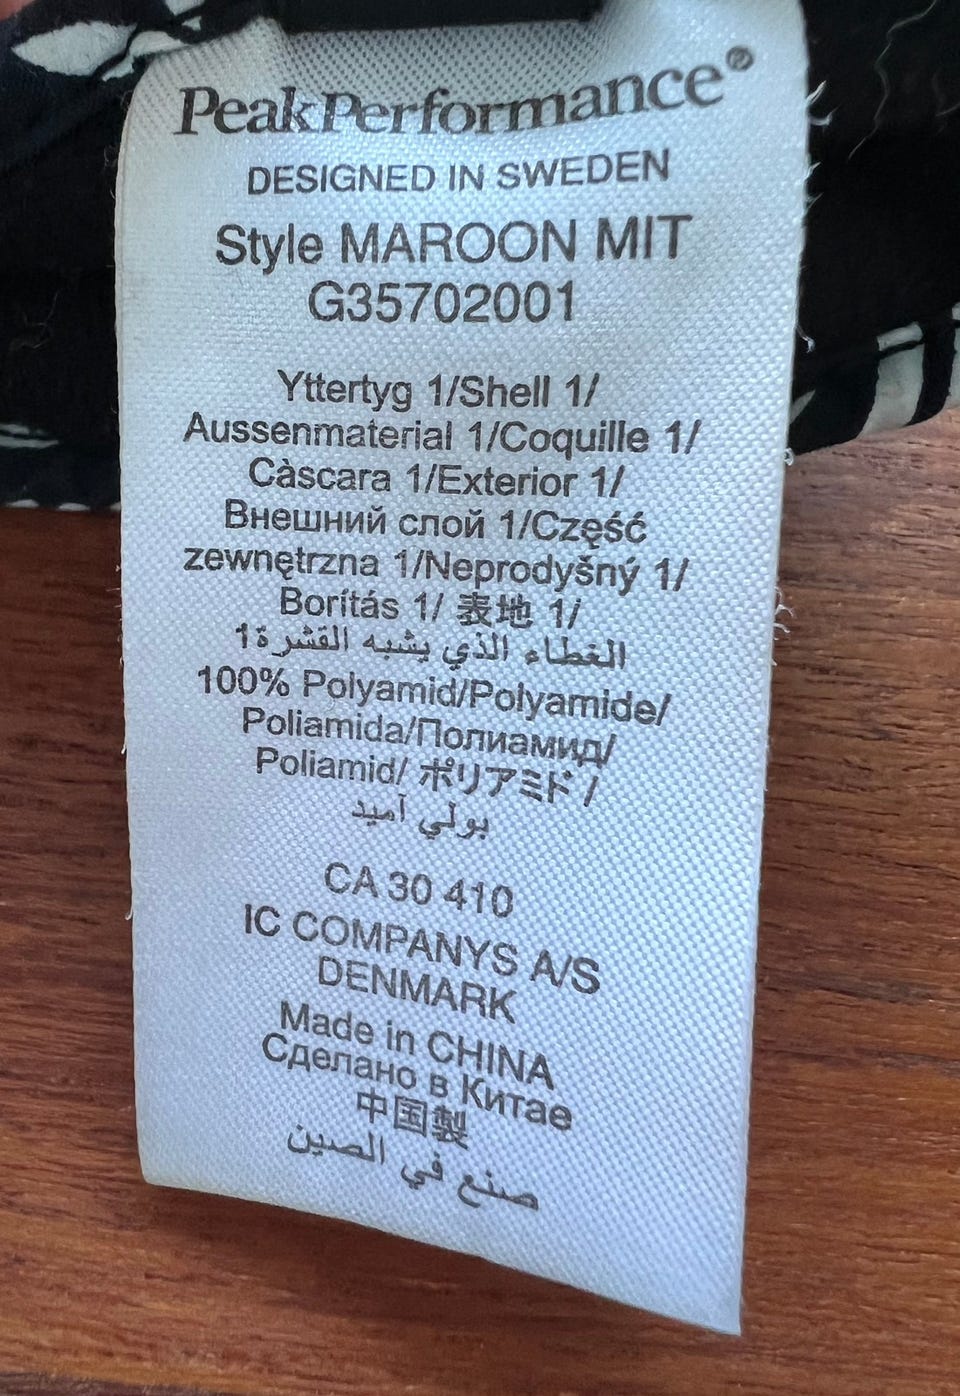 PeakPerformance®
DESIGNED IN SWEDEN
Style MAROON MIT
G35702001
Yttertyg 1/Shell 1/
Aussenmaterial 1/Coquille 1/
Càscara 1/Exterior 1/
Внешний слой 1/Część
zewnętrzna 1/Neprodyšný 1/
Borítás 1/ 表地 1/
الغطاء الذي يشبه القشرة 1
100% Polyamid/Polyamide/
Poliamida/Полиамид/
Poliamid/ ポリアミド /
بولي آميد
CA 30 410
IC COMPANYS A/S
DENMARK
Made in CHINA
Сделано в Китае
中国製
صنع في الصين